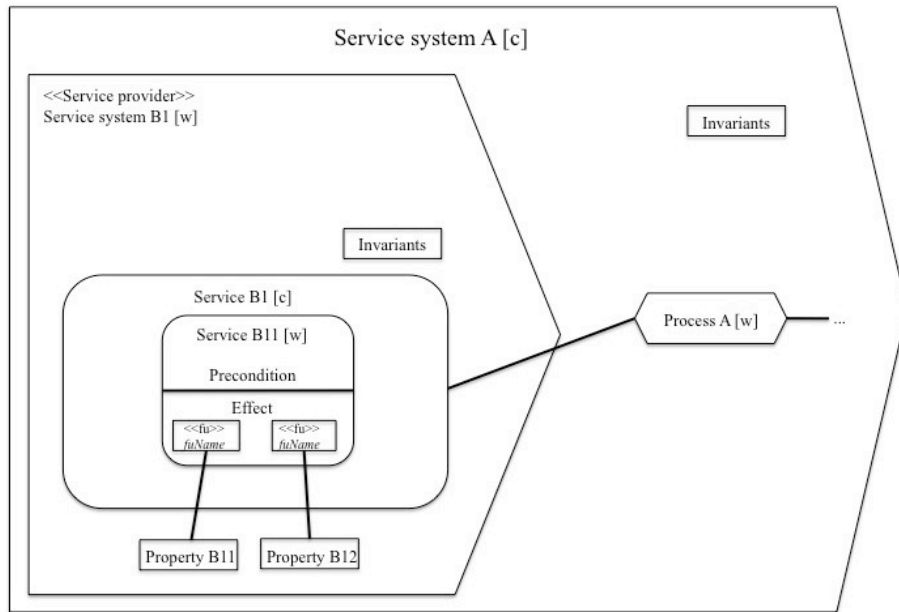 Service system A [c]
<<Service provider>>
Service system B1 [w]
Invariants
Invariants
Service B1 [c]
Service B11 [w]
Process A [w]
...
Precondition
Effect
<<fu>>
fuName
<<fu>>
fuName
Property B11
Property B12